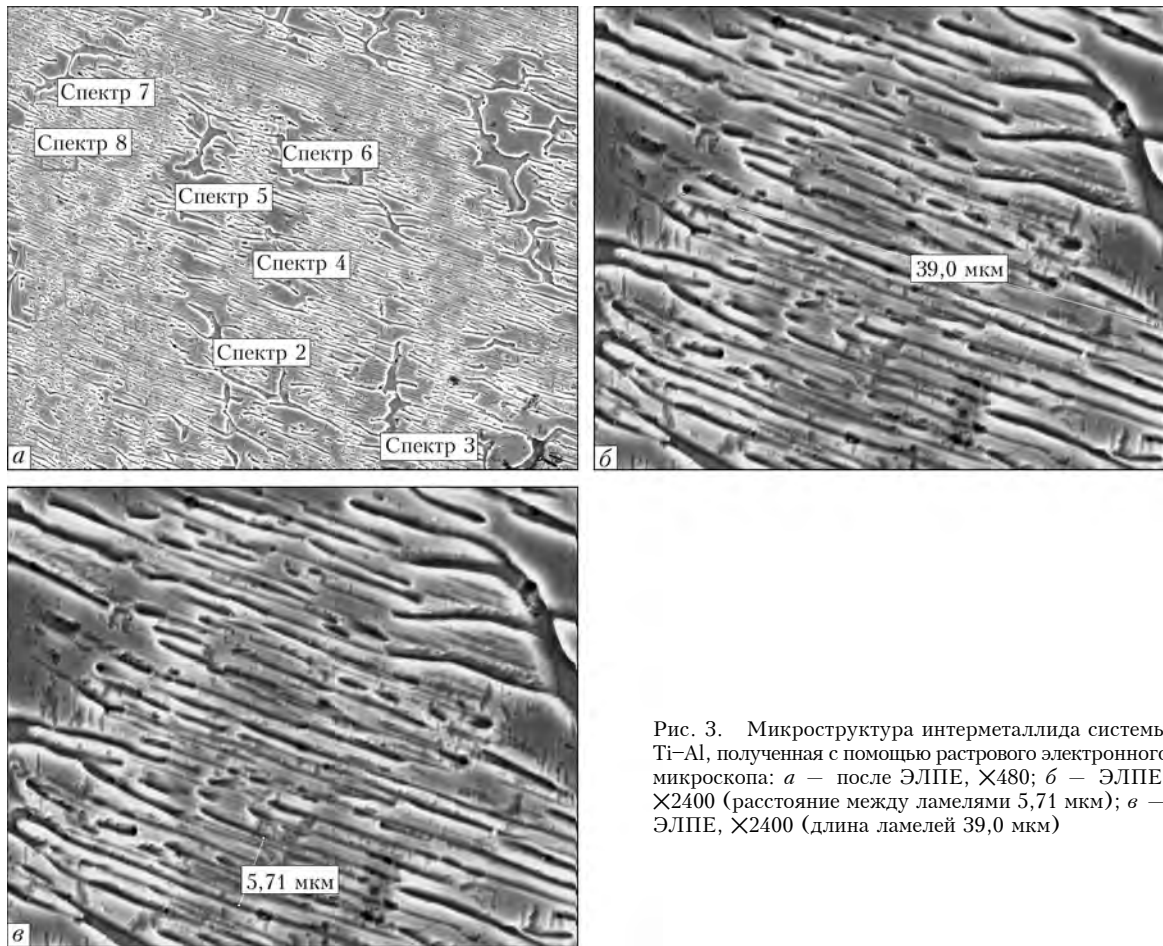 Спектр 7
Спектр 8
Спектр 6
Спектр 5
Спектр 4
Спектр 2
Спектр 3
а
39,0 мкм
б
5,71 мкм
в
Рис. 3. Микроструктура интерметаллида системы
Ti—Al, полученная с помощью растрового электронного
микроскопа: а — после ЭЛПЕ, ×480; б — ЭЛПЕ
×2400 (расстояние между ламелями 5,71 мкм); в —
ЭЛПЕ, ×2400 (длина ламелей 39,0 мкм)